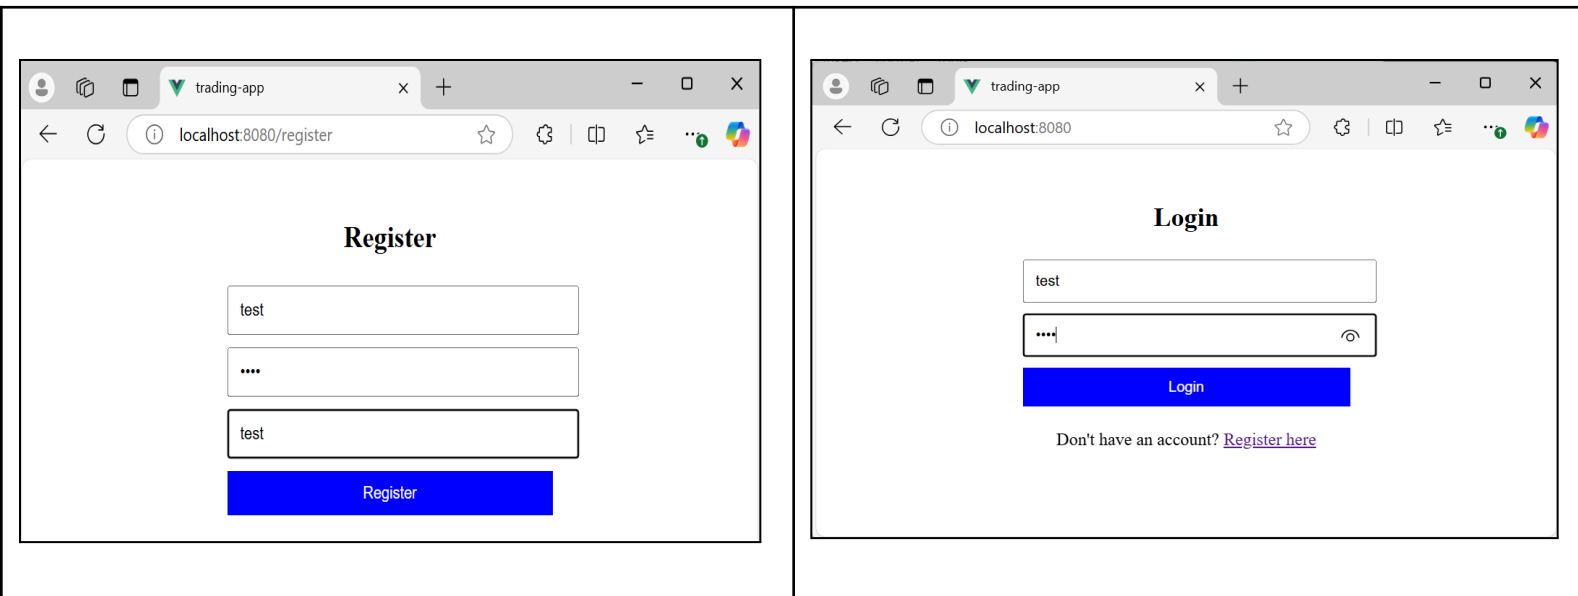 trading-app
localhost:8080/register
Register
test
••••
test
Register
trading-app
localhost:8080
Login
test
••••
Login
Don't have an account? Register here